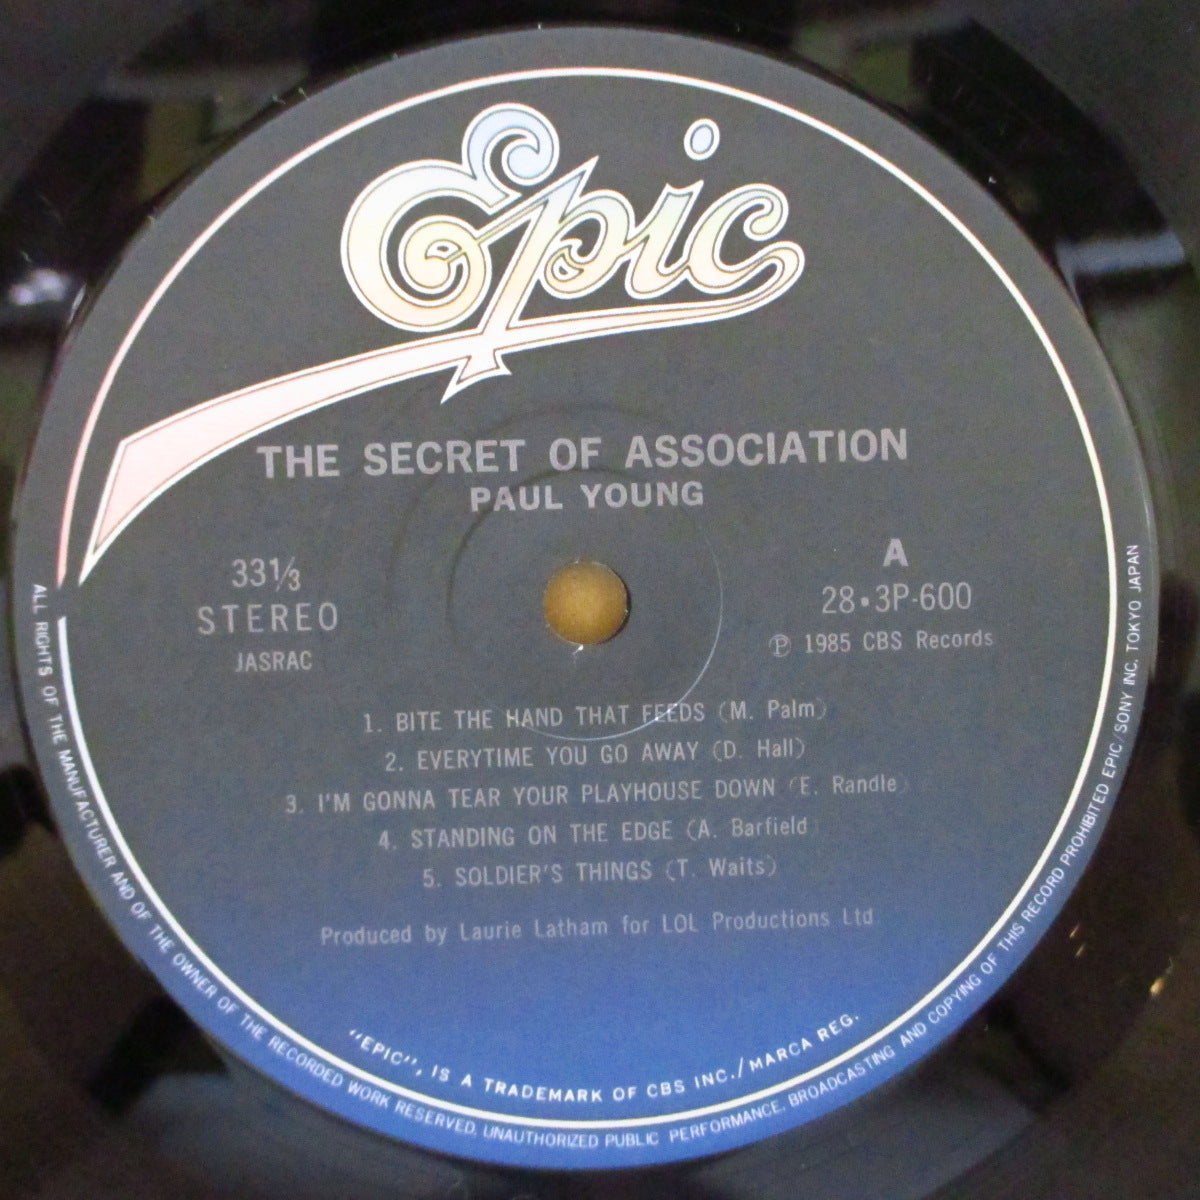 Epic
THE SECRET OF ASSOCIATION
PAUL YOUNG
33 1/3
STEREO
JASRAC
A
28•3P-600
Ⓟ 1985 CBS Records
1. BITE THE HAND THAT FEEDS (M. Palm)
2. EVERYTIME YOU GO AWAY (D. Hall)
3. I'M GONNA TEAR YOUR PLAYHOUSE DOWN (E. Randle)
4. STANDING ON THE EDGE (A. Barfield)
5. SOLDIER'S THINGS (T. Waits)
Produced by Laurie Latham for LOL Productions Ltd
"EPIC", IS A TRADEMARK OF CBS INC./MARCA REG.
ALL RIGHTS OF THE MANUFACTURER AND OF THE OWNER OF THE RECORDED WORK RESERVED. UNAUTHORIZED PUBLIC PERFORMANCE, BROADCASTING AND COPYING OF THIS RECORD PROHIBITED EPIC/SONY INC. TOKYO JAPAN